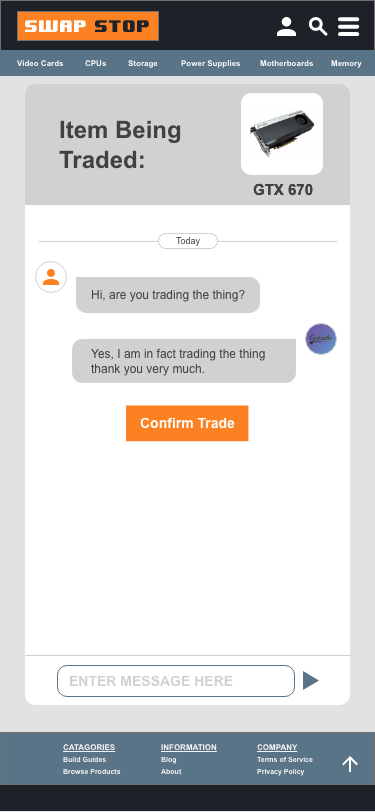 SWAP STOP
Video Cards CPUs Storage Power Supplies Motherboards Memory
Item Being
Traded:
GTX 670
Today
Hi, are you trading the thing?
Yes, I am in fact trading the thing
thank you very much.
Confirm Trade
ENTER MESSAGE HERE
CATAGORIES INFORMATION COMPANY
Build Guides Blog Terms of Service
Browse Products About Privacy Policy